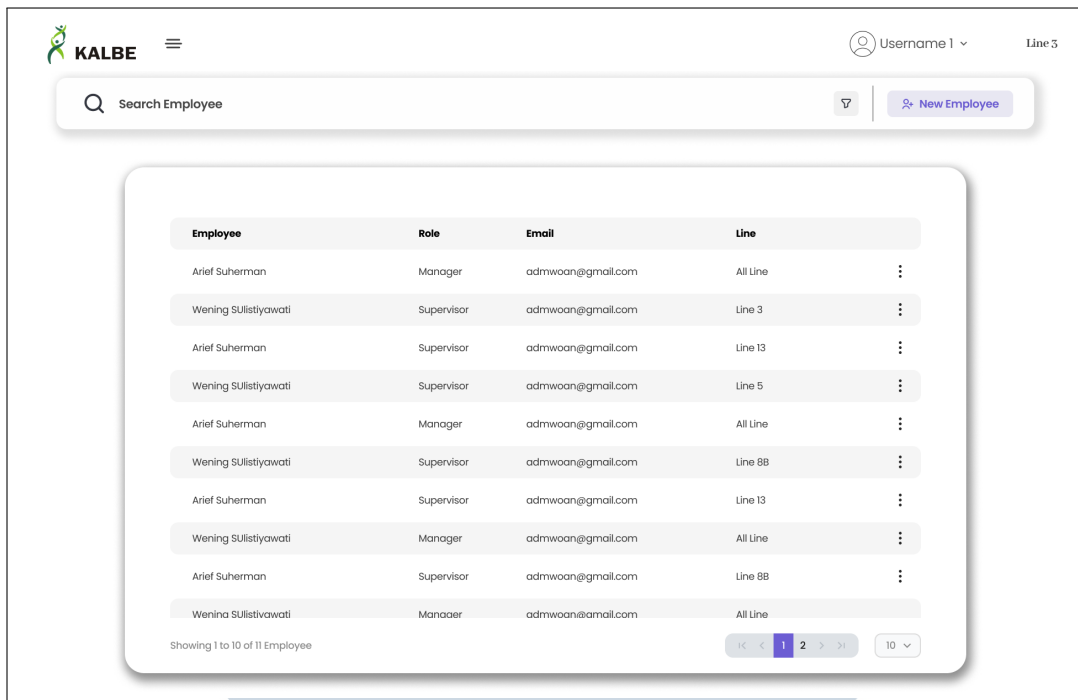 KALBE
Username 1
Line 3
Search Employee
New Employee
Employee Role Email Line
Arief Suherman Manager admwoan@gmail.com All Line
Wening SUlistiyawati Supervisor admwoan@gmail.com Line 3
Arief Suherman Supervisor admwoan@gmail.com Line 13
Wening SUlistiyawati Supervisor admwoan@gmail.com Line 5
Arief Suherman Manager admwoan@gmail.com All Line
Wening SUlistiyawati Supervisor admwoan@gmail.com Line 8B
Arief Suherman Supervisor admwoan@gmail.com Line 13
Wening SUlistiyawati Manager admwoan@gmail.com All Line
Arief Suherman Supervisor admwoan@gmail.com Line 8B
Wening SUlistiyawati Manager admwoan@gmail.com All Line
Showing 1 to 10 of 11 Employee
1 2
10